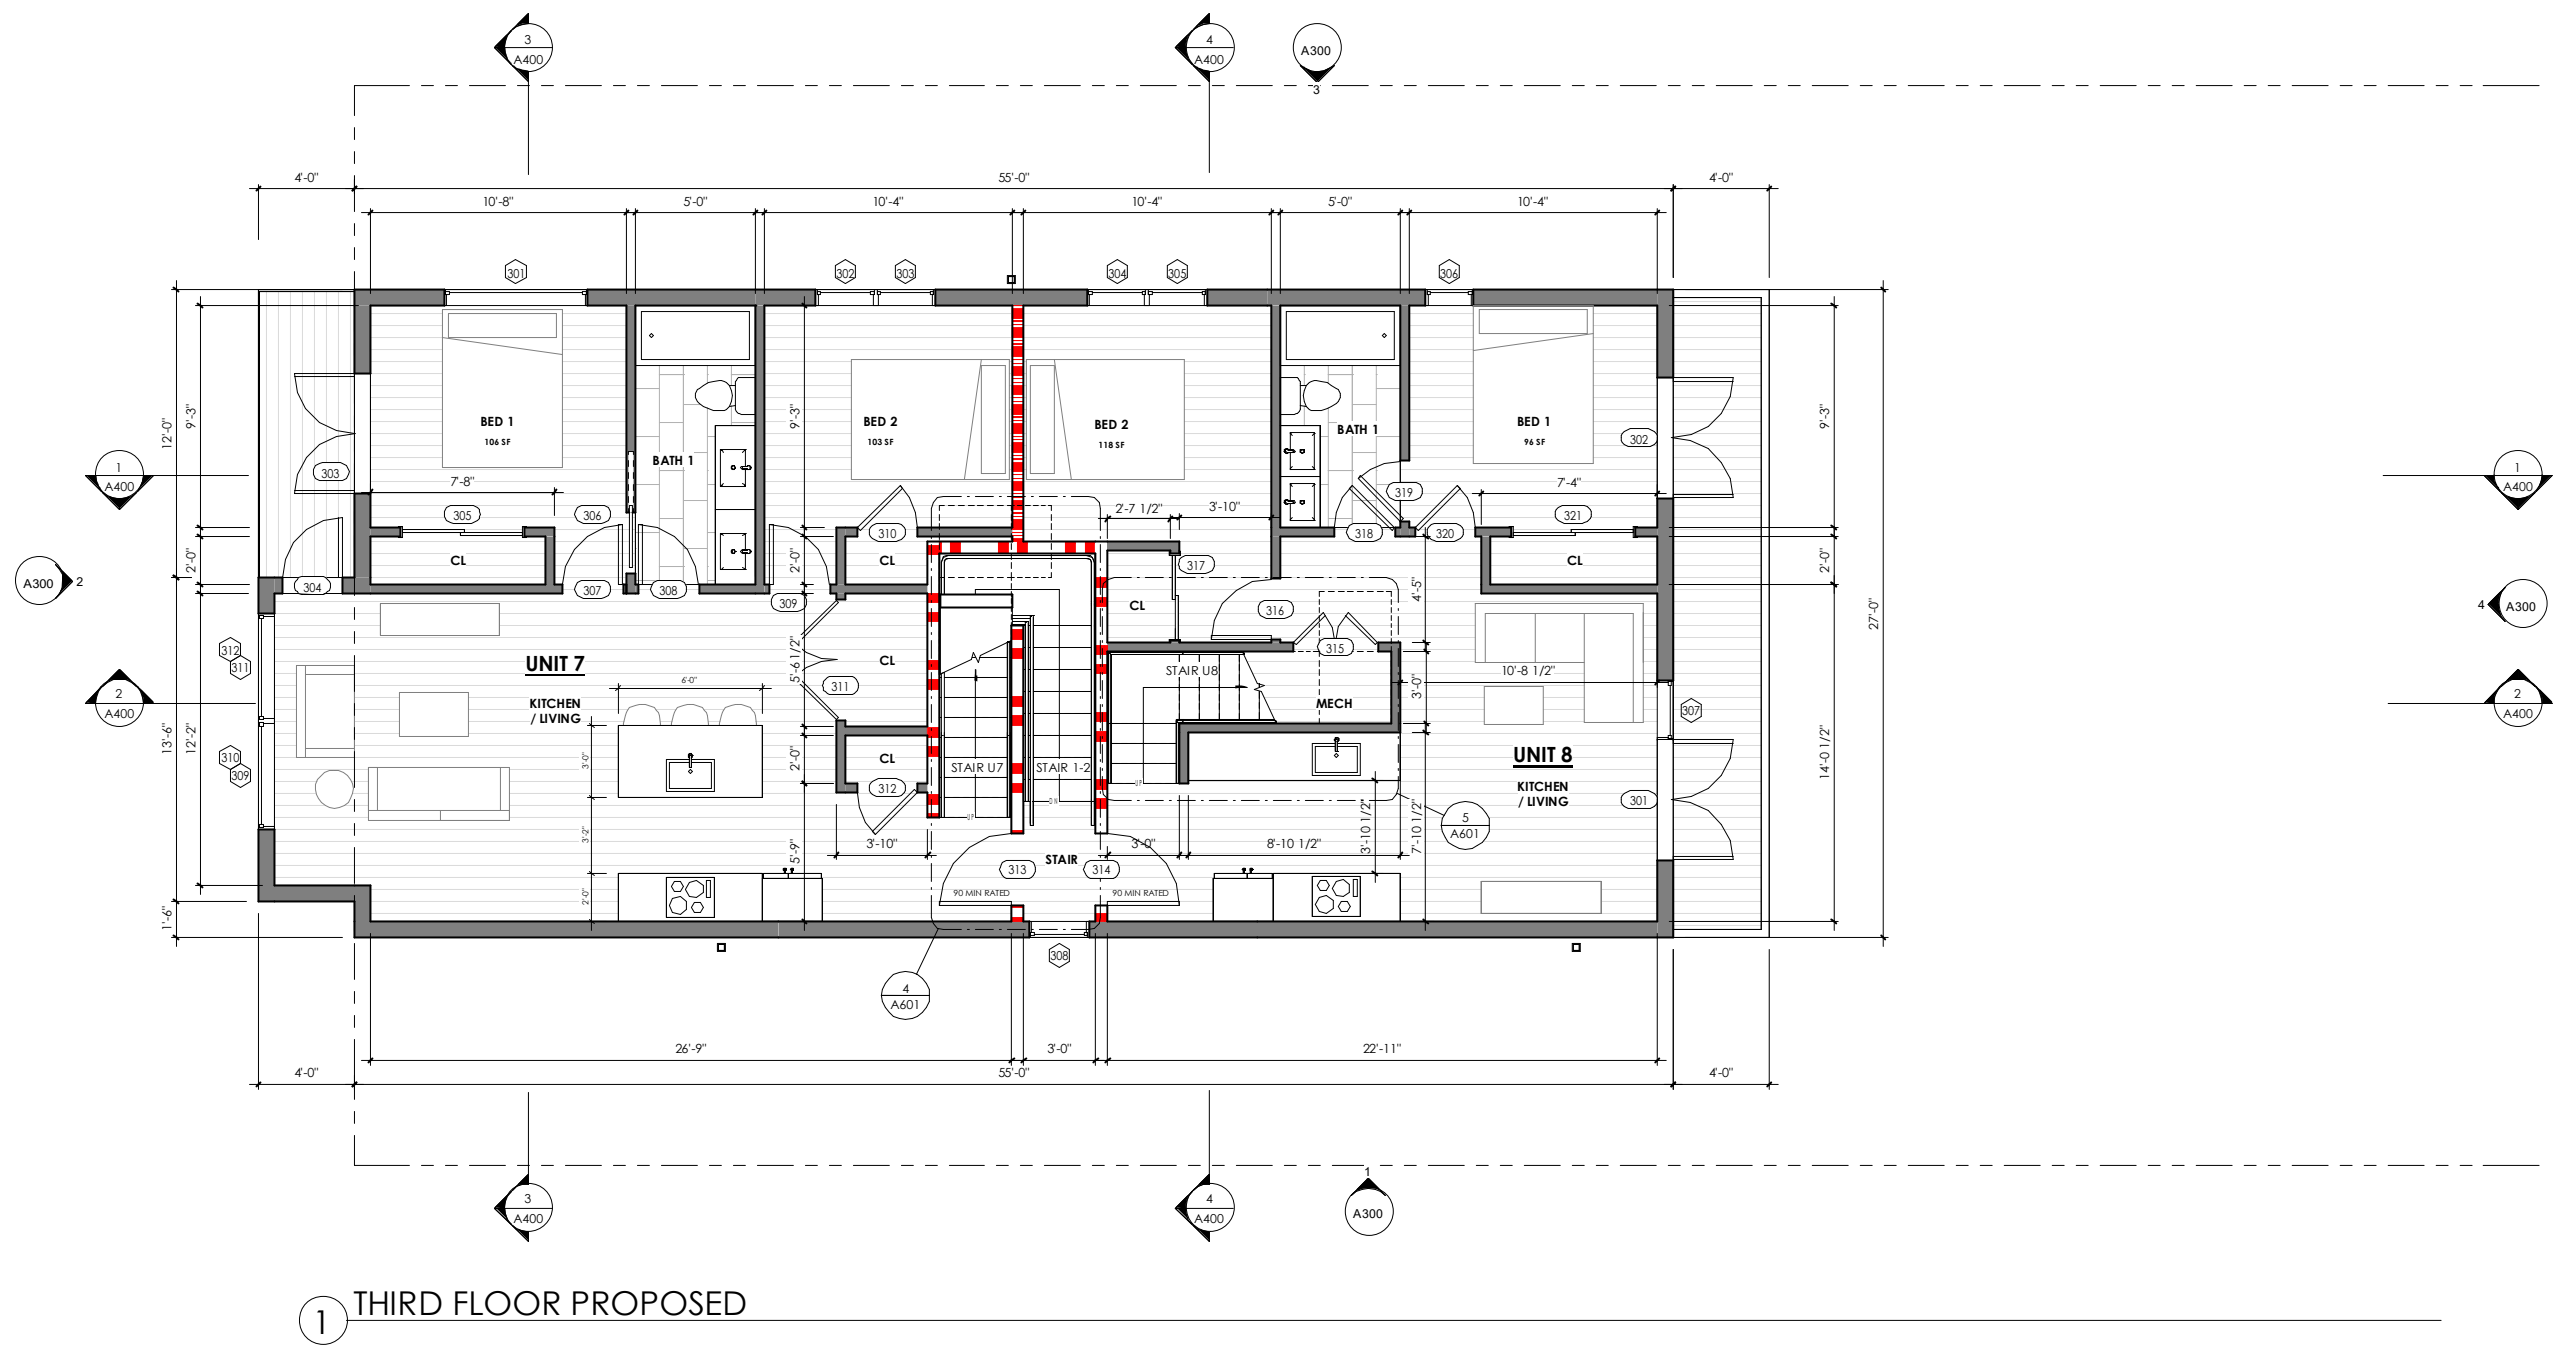 3
A400
4
A400
A300
3
4'-0"
55'-0"
4'-0"
10'-8"
5'-0"
10'-4"
10'-4"
5'-0"
10'-4"
301
302
303
304
305
306
12'-0"
9'-3"
9'-3"
9'-3"
27'-0"
BED 1
106 SF
BATH 1
BED 2
103 SF
BED 2
118 SF
BATH 1
BED 1
96 SF
302
303
1
A400
1
A400
7'-8"
305
306
310
2'-7 1/2"
3'-10"
319
7'-4"
321
318
320
2'-0"
CL
2'-0"
CL
317
CL
2'-0"
A300
2
304
307
308
309
CL
316
4'-5"
4
A300
312
311
UNIT 7
5'-6 1/2"
CL
315
STAIR U8
10'-8 1/2"
6'-0"
311
3'-0"
2
A400
KITCHEN
/ LIVING
MECH
307
2
A400
13'-6"
12'-2"
310
309
3'-0"
2'-0"
CL
STAIR U7
STAIR 1-2
UNIT 8
14'-0 1/2"
312
UP
DN
UP
KITCHEN
/ LIVING
301
3'-2"
5'-9"
3'-10"
3'-0"
8'-10 1/2"
3'-10 1/2"
7'-10 1/2"
5
A601
STAIR
313
314
2'-0"
90 MIN RATED
90 MIN RATED
1'-6"
308
4
A601
26'-9"
3'-0"
22'-11"
4'-0"
55'-0"
4'-0"
3
A400
4
A400
1
A300
1
THIRD FLOOR PROPOSED